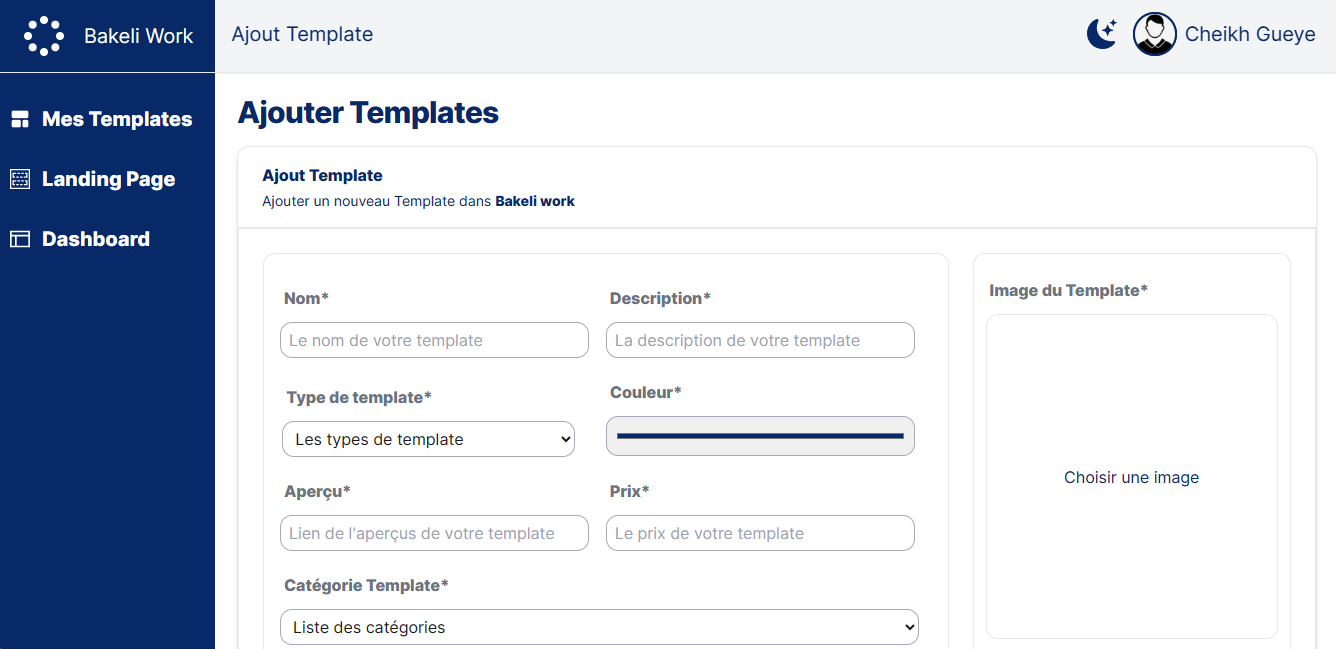 Bakeli Work
Ajout Template
Cheikh Gueye
Mes Templates
Landing Page
Dashboard
Ajouter Templates
Ajout Template
Ajouter un nouveau Template dans Bakeli work
Nom*
Description*
Le nom de votre template
La description de votre template
Type de template*
Couleur*
Les types de template
Aperçu*
Prix*
Lien de l'aperçus de votre template
Le prix de votre template
Catégorie Template*
Liste des catégories
Image du Template*
Choisir une image